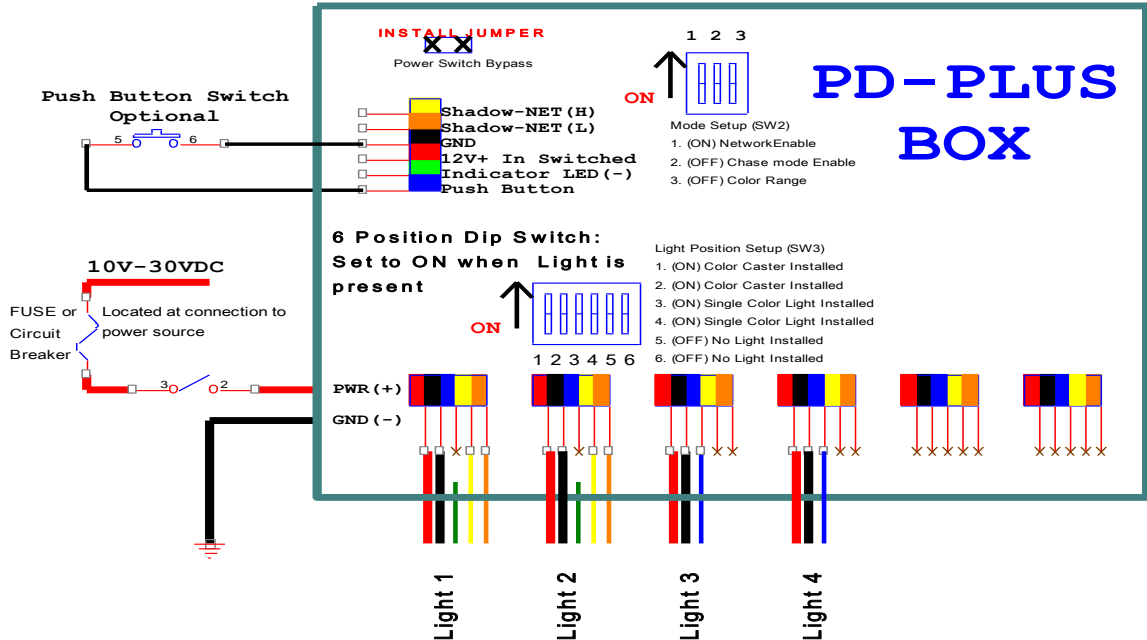 INSTALL JUMPER
Power Switch Bypass
1 2 3
ON
PD-PLUS
BOX
Push Button Switch
Optional
5 6
Shadow-NET(H)
Shadow-NET(L)
GND
12V+ In Switched
Indicator LED(-)
Push Button
Mode Setup (SW2)
1. (ON) NetworkEnable
2. (OFF) Chase mode Enable
3. (OFF) Color Range
6 Position Dip Switch:
Set to ON when Light is
present
ON
1 2 3 4 5 6
Light Position Setup (SW3)
1. (ON) Color Caster Installed
2. (ON) Color Caster Installed
3. (ON) Single Color Light Installed
4. (ON) Single Color Light Installed
5. (OFF) No Light Installed
6. (OFF) No Light Installed
10V-30VDC
FUSE or
Circuit
Breaker
Located at connection to
power source
3 2
PWR(+)
GND(-)
Light 1
Light 2
Light 3
Light 4